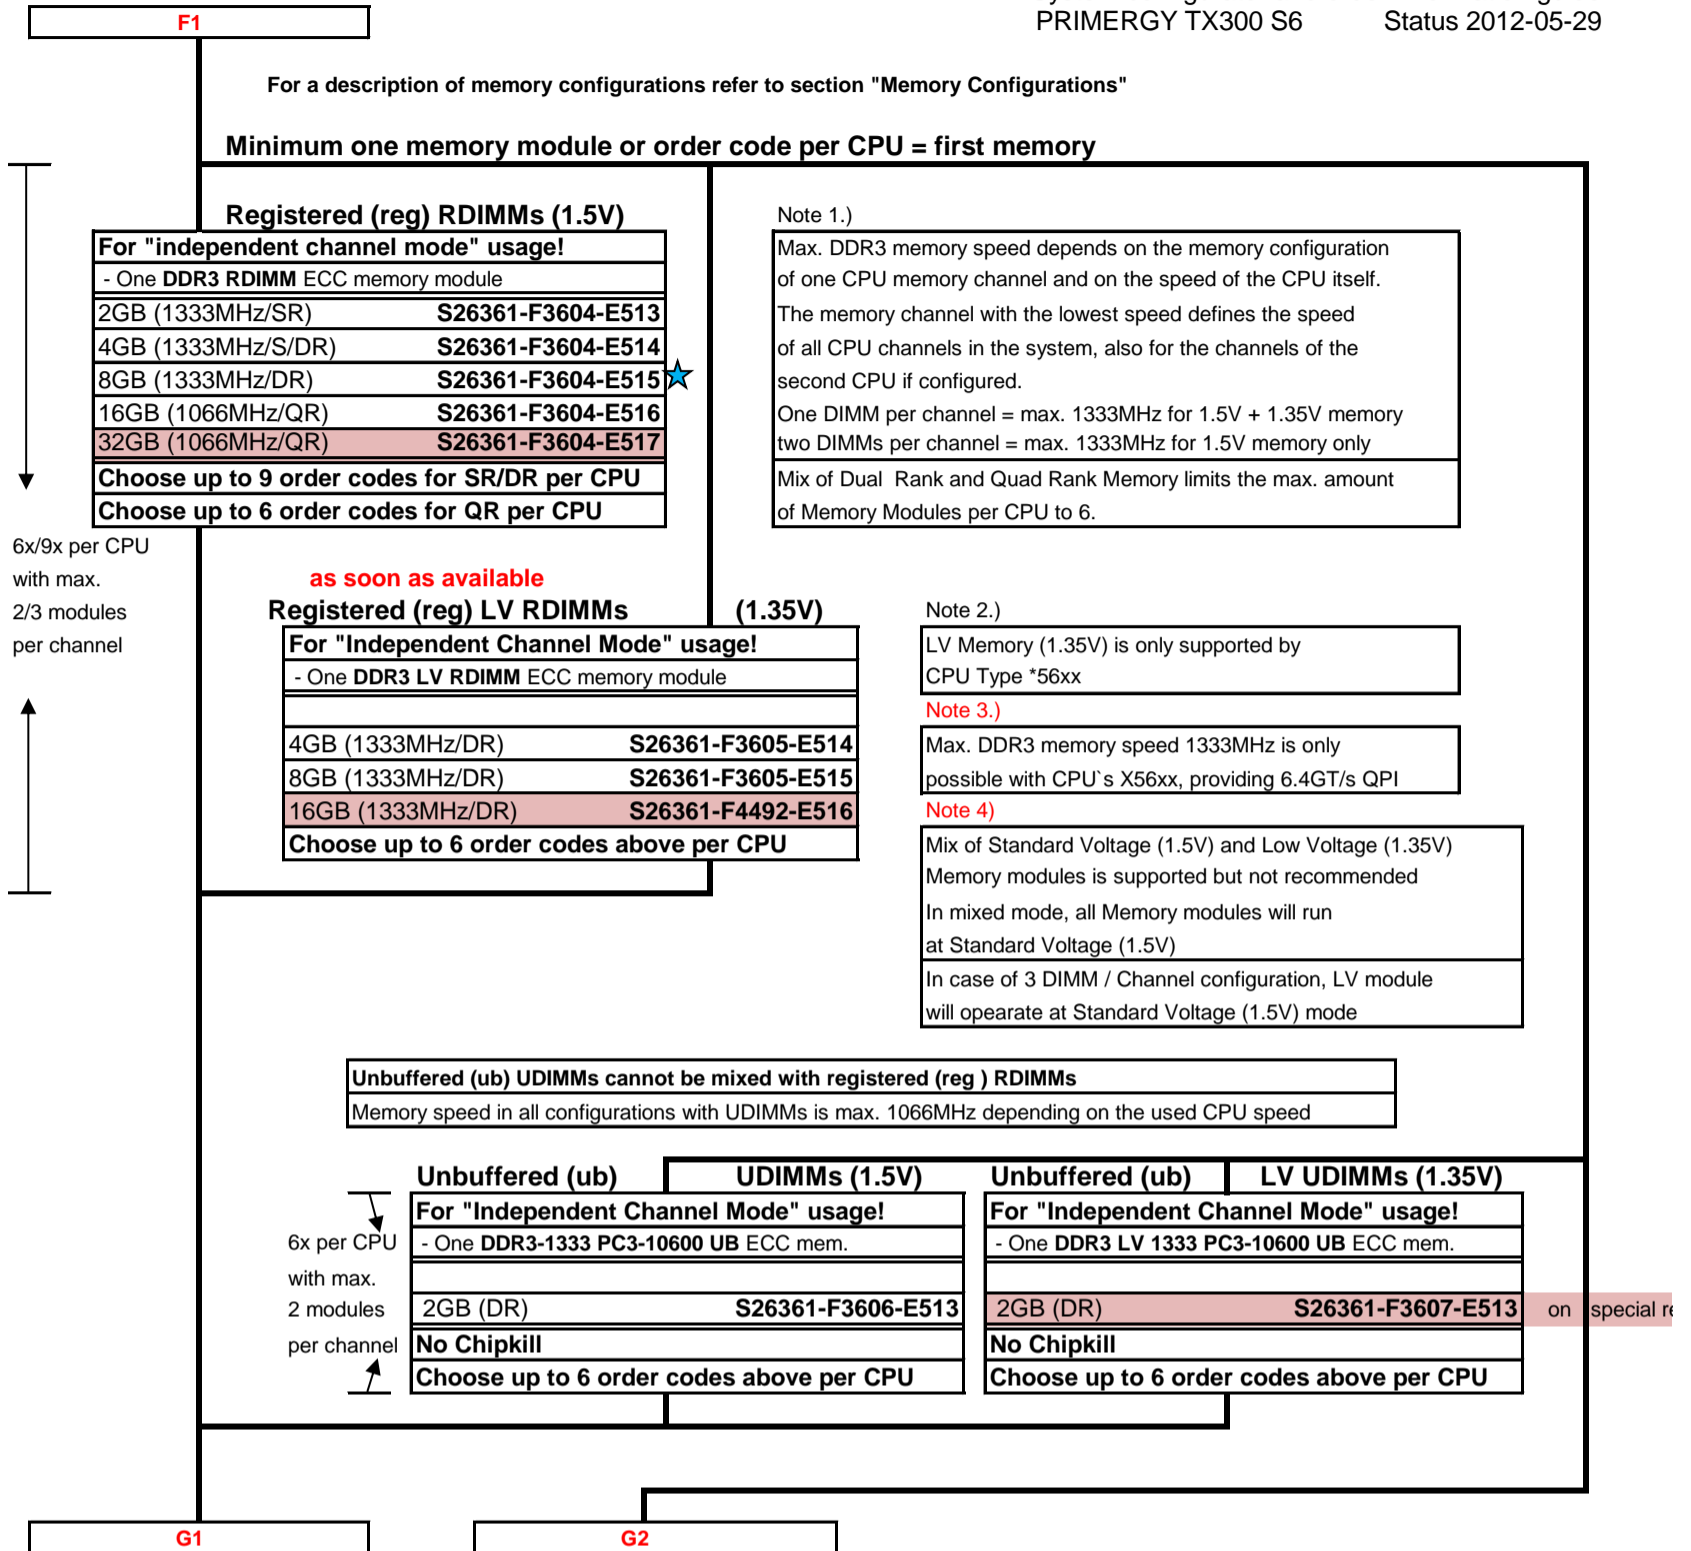 PRIMERGY TX300 S6 Status 2012-05-29
F1
For a description of memory configurations refer to section "Memory Configurations"
Minimum one memory module or order code per CPU = first memory
Registered (reg) RDIMMs (1.5V)
For "independent channel mode" usage!
- One DDR3 RDIMM ECC memory module
2GB (1333MHz/SR) S26361-F3604-E513
4GB (1333MHz/S/DR) S26361-F3604-E514
8GB (1333MHz/DR) S26361-F3604-E515
16GB (1066MHz/QR) S26361-F3604-E516
32GB (1066MHz/QR) S26361-F3604-E517
Choose up to 9 order codes for SR/DR per CPU
Choose up to 6 order codes for QR per CPU
Note 1.)
Max. DDR3 memory speed depends on the memory configuration
of one CPU memory channel and on the speed of the CPU itself.
The memory channel with the lowest speed defines the speed
of all CPU channels in the system, also for the channels of the
second CPU if configured.
One DIMM per channel = max. 1333MHz for 1.5V + 1.35V memory
two DIMMs per channel = max. 1333MHz for 1.5V memory only
Mix of Dual Rank and Quad Rank Memory limits the max. amount
of Memory Modules per CPU to 6.
6x/9x per CPU
with max.
2/3 modules
per channel
as soon as available
Registered (reg) LV RDIMMs (1.35V)
For "Independent Channel Mode" usage!
- One DDR3 LV RDIMM ECC memory module
4GB (1333MHz/DR) S26361-F3605-E514
8GB (1333MHz/DR) S26361-F3605-E515
16GB (1333MHz/DR) S26361-F4492-E516
Choose up to 6 order codes above per CPU
Note 2.)
LV Memory (1.35V) is only supported by
CPU Type *56xx
Note 3.)
Max. DDR3 memory speed 1333MHz is only
possible with CPU`s X56xx, providing 6.4GT/s QPI
Note 4)
Mix of Standard Voltage (1.5V) and Low Voltage (1.35V)
Memory modules is supported but not recommended
In mixed mode, all Memory modules will run
at Standard Voltage (1.5V)
In case of 3 DIMM / Channel configuration, LV module
will opearate at Standard Voltage (1.5V) mode
Unbuffered (ub) UDIMMs cannot be mixed with registered (reg ) RDIMMs
Memory speed in all configurations with UDIMMs is max. 1066MHz depending on the used CPU speed
Unbuffered (ub) UDIMMs (1.5V)
For "Independent Channel Mode" usage!
- One DDR3-1333 PC3-10600 UB ECC mem.
2GB (DR) S26361-F3606-E513
No Chipkill
Choose up to 6 order codes above per CPU
6x per CPU
with max.
2 modules
per channel
Unbuffered (ub) LV UDIMMs (1.35V)
For "Independent Channel Mode" usage!
- One DDR3 LV 1333 PC3-10600 UB ECC mem.
2GB (DR) S26361-F3607-E513 on special
No Chipkill
Choose up to 6 order codes above per CPU
G1
G2